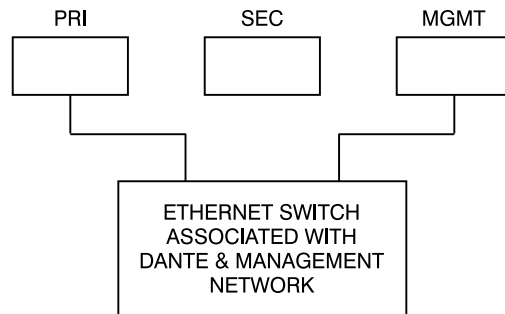 PRI
SEC
MGMT
ETHERNET SWITCH
ASSOCIATED WITH
DANTE & MANAGEMENT
NETWORK